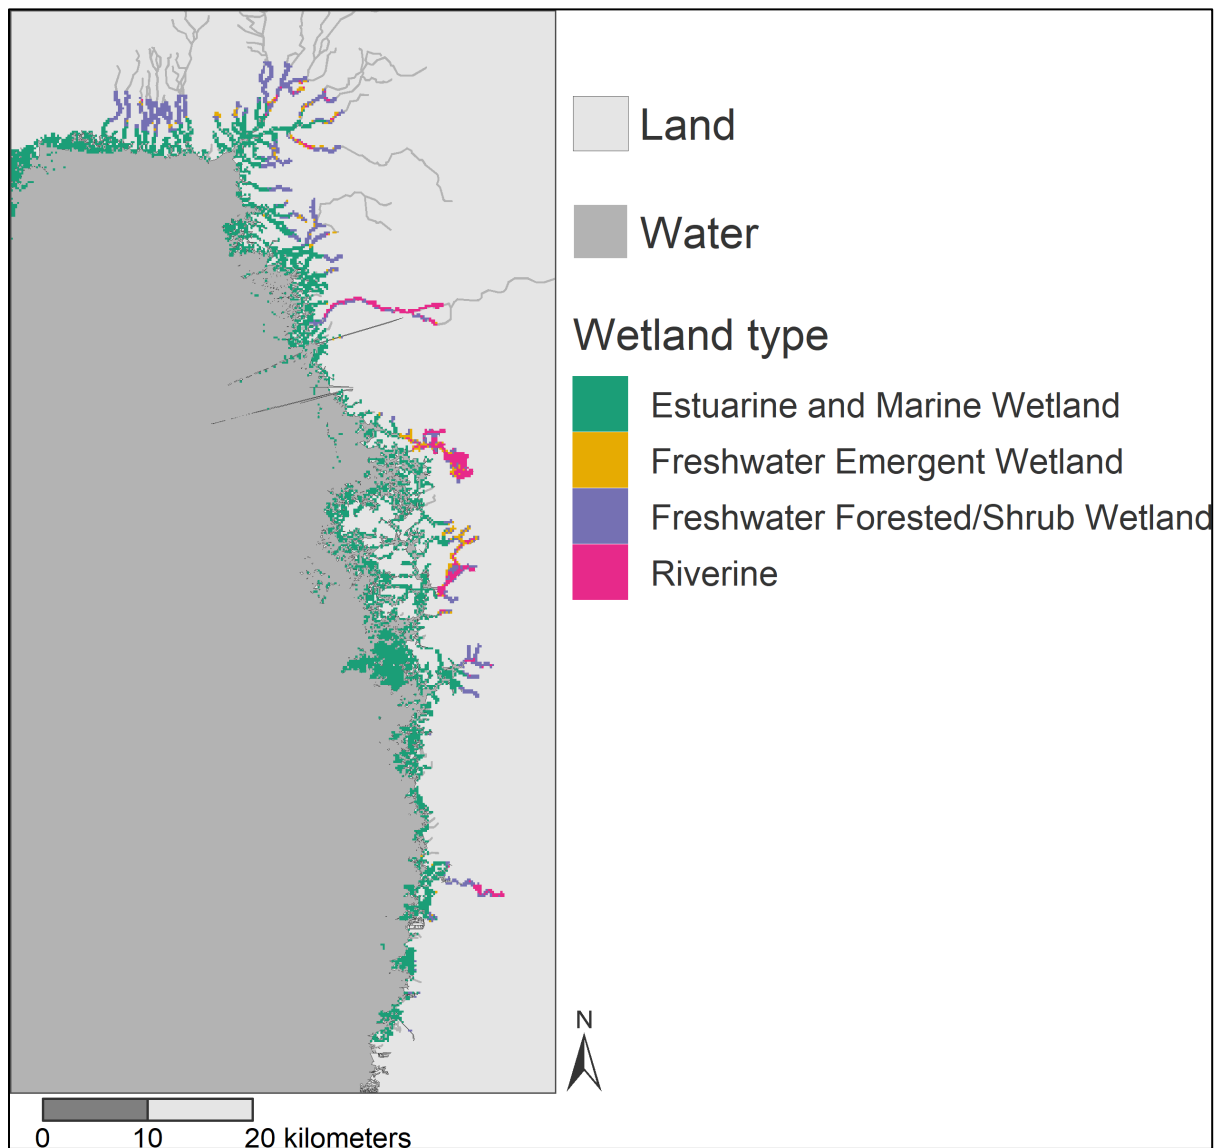 Land
Water
Wetland type
Estuarine and Marine Wetland
Freshwater Emergent Wetland
Freshwater Forested/Shrub Wetland
Riverine
N
0 10 20 kilometers